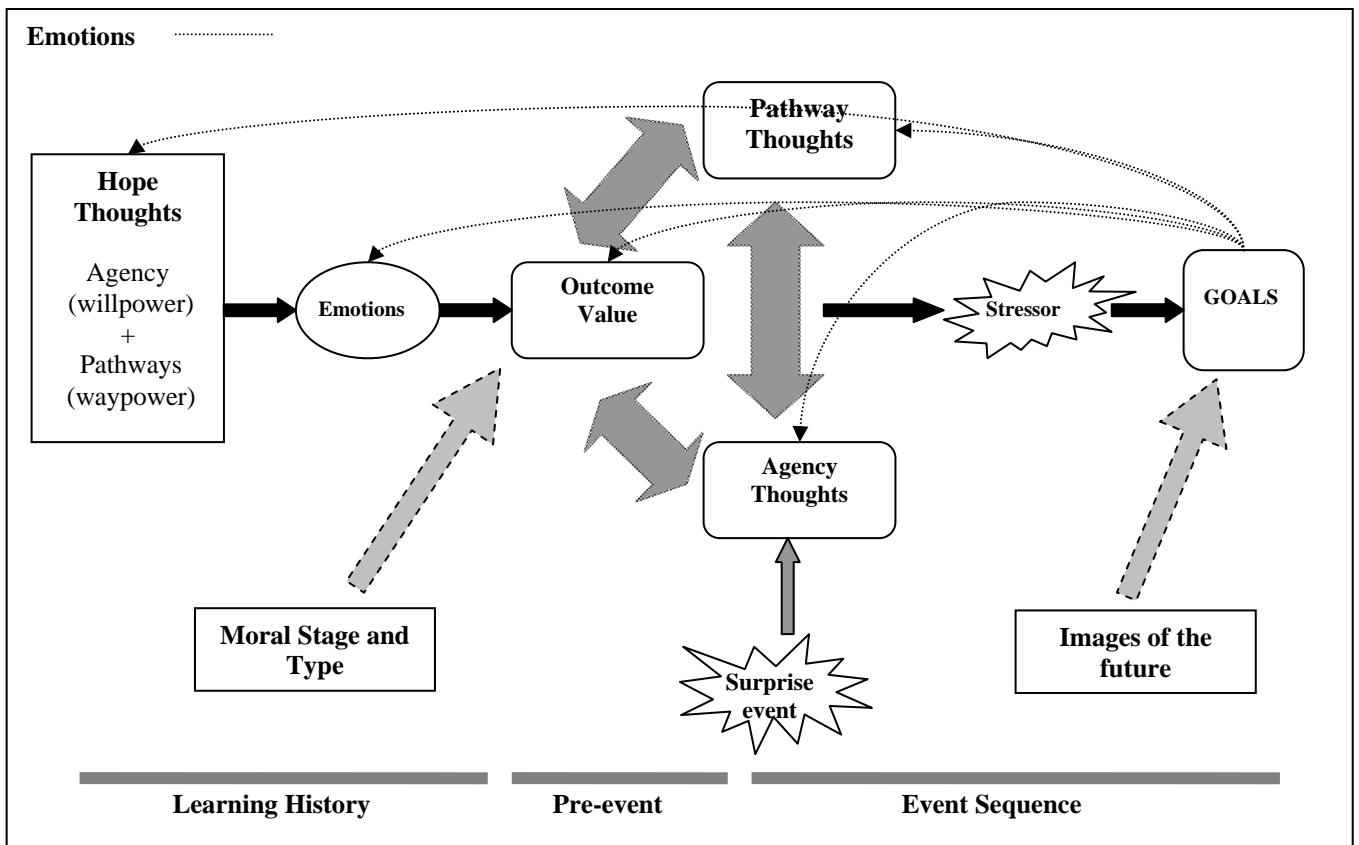 Emotions
Pathway
Thoughts
Hope
Thoughts
Agency
(willpower)
+
Pathways
(waypower)
Emotions
Outcome
Value
Stressor
GOALS
Agency
Thoughts
Moral Stage and
Type
Surprise
event
Images of the
future
Learning History
Pre-event
Event Sequence